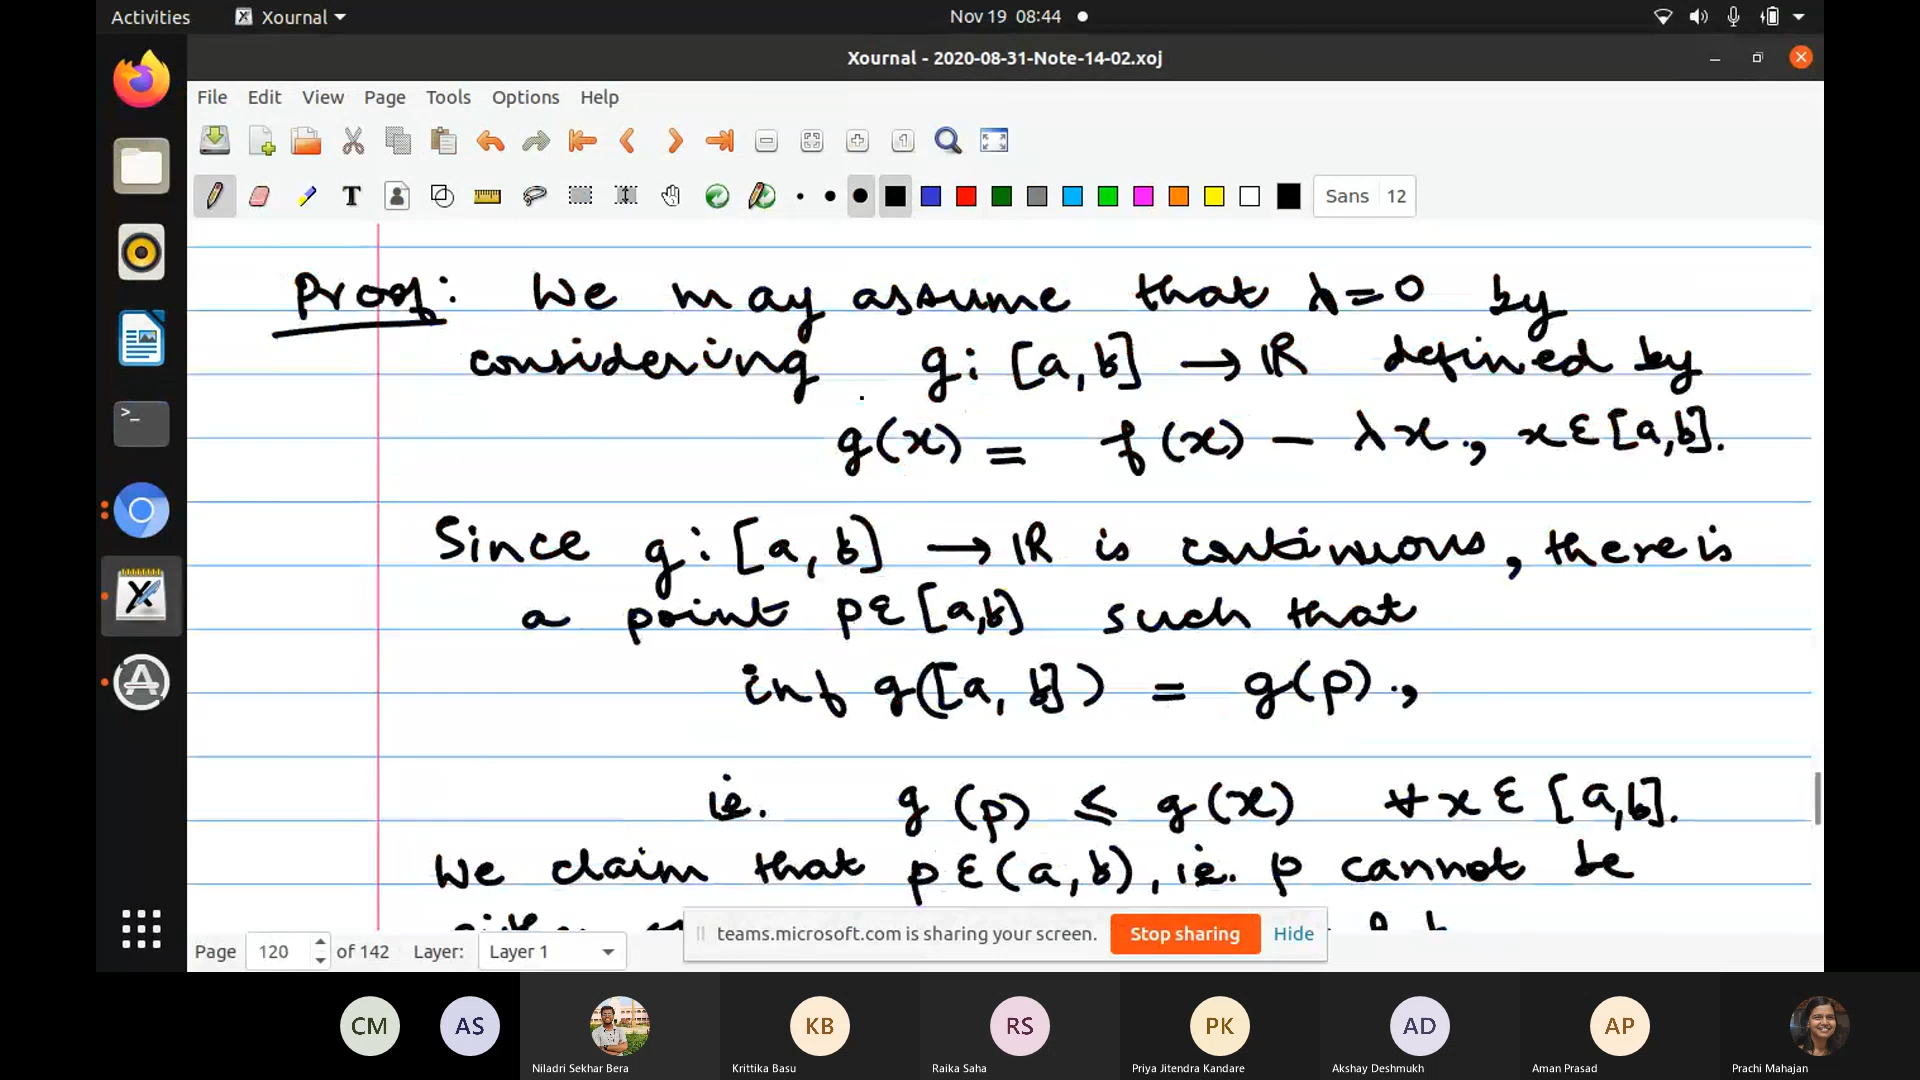 Activities Xournal Nov 19 08:44
Xournal - 2020-08-31-Note-14-02.xoj
File Edit View Page Tools Options Help
Sans 12
Proof: We may assume that λ=0 by
considering g: [a,b] → ℝ defined by
g(x) = f(x) − λx., x∈[a,b].
Since g: [a, b] → ℝ is continuous, there is
a point p∈[a,b] such that
inf g([a, b]) = g(p).,
ie. g(p) ≤ g(x) ∀x∈[a,b].
We claim that p∈(a,b), ie. p cannot be
teams.microsoft.com is sharing your screen. Stop sharing Hide
Page 120 of 142 Layer: Layer 1
CM AS KB RS PK AD AP
Niladri Sekhar Bera Krittika Basu Raika Saha Priya Jitendra Kandare Akshay Deshmukh Aman Prasad Prachi Mahajan